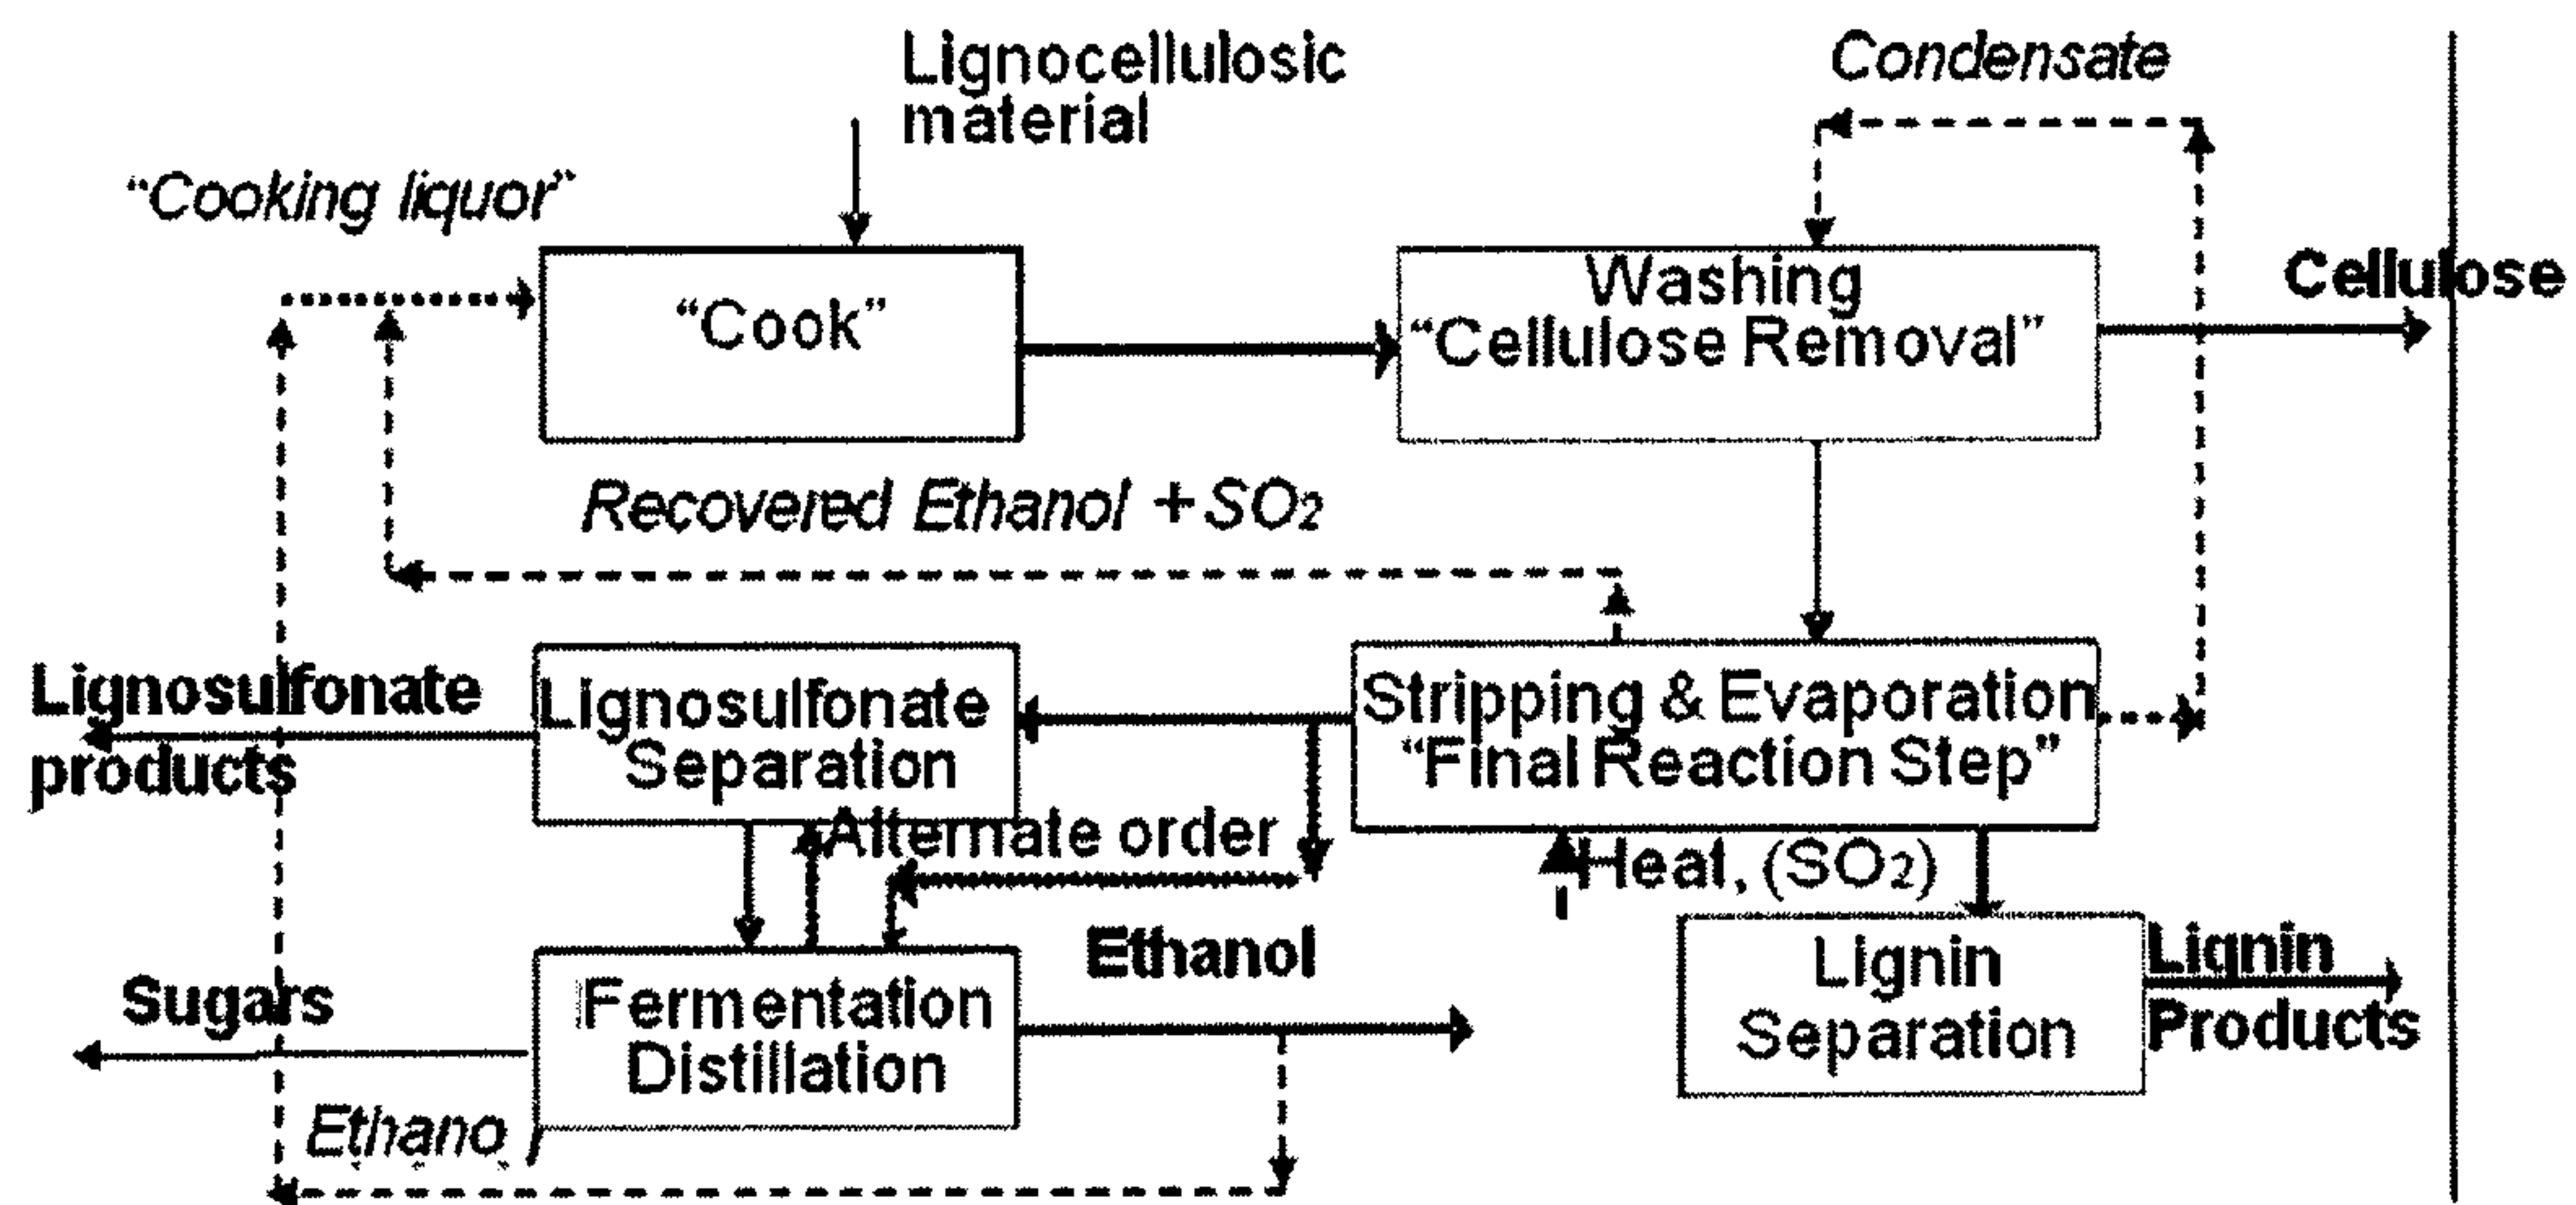 Lignocellulosic
material
Condensate
“Cooking liquor”
“Cook”
Washing
“Cellulose Removal”
Cellulose
Recovered Ethanol + SO2
Lignosulfonate
products
Lignosulfonate
Separation
Stripping & Evaporation
“Final Reaction Step”
Alternate order
Heat, (SO2)
Ethanol
Sugars
Fermentation
Distillation
Lignin
Separation
Lignin
Products
Ethanol